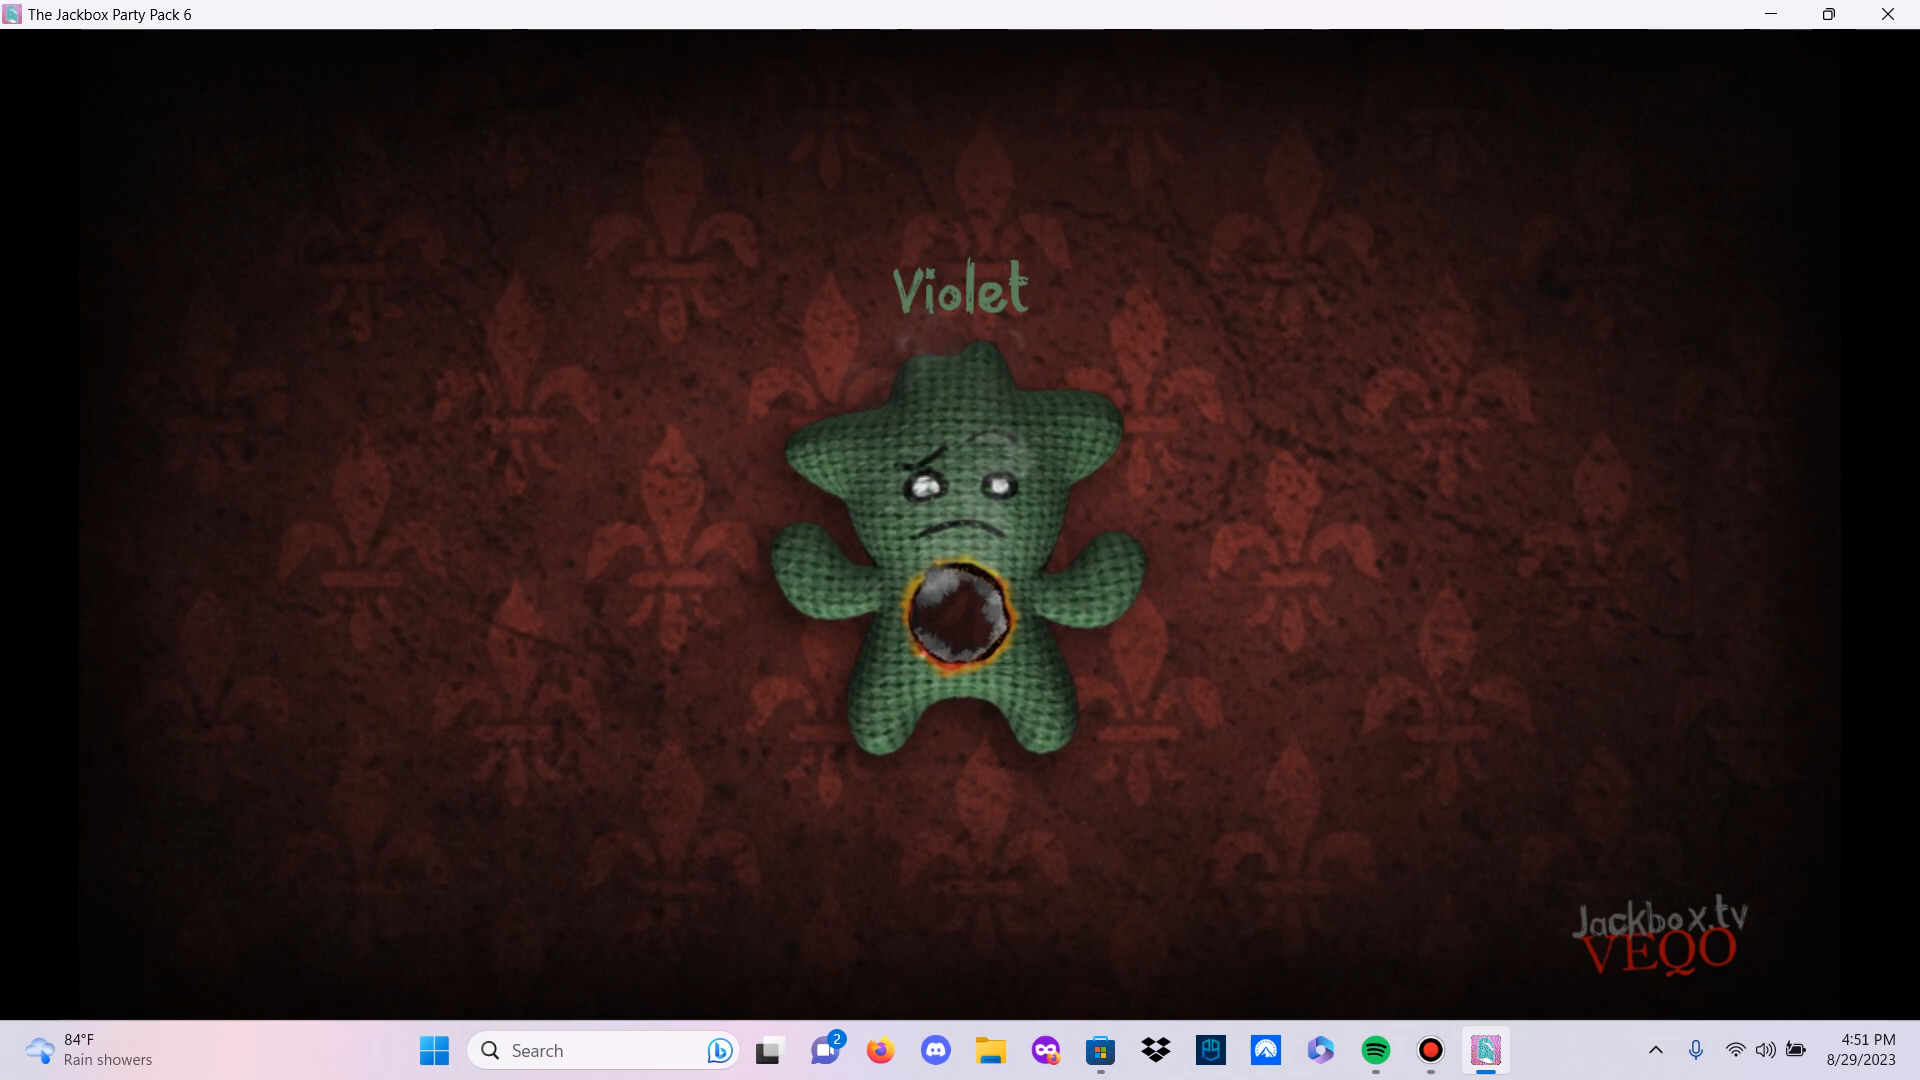 The Jackbox Party Pack 6
Violet
Jackbox.tv
VEQO
84°F
Rain showers
Search
2
4:51 PM
8/29/2023